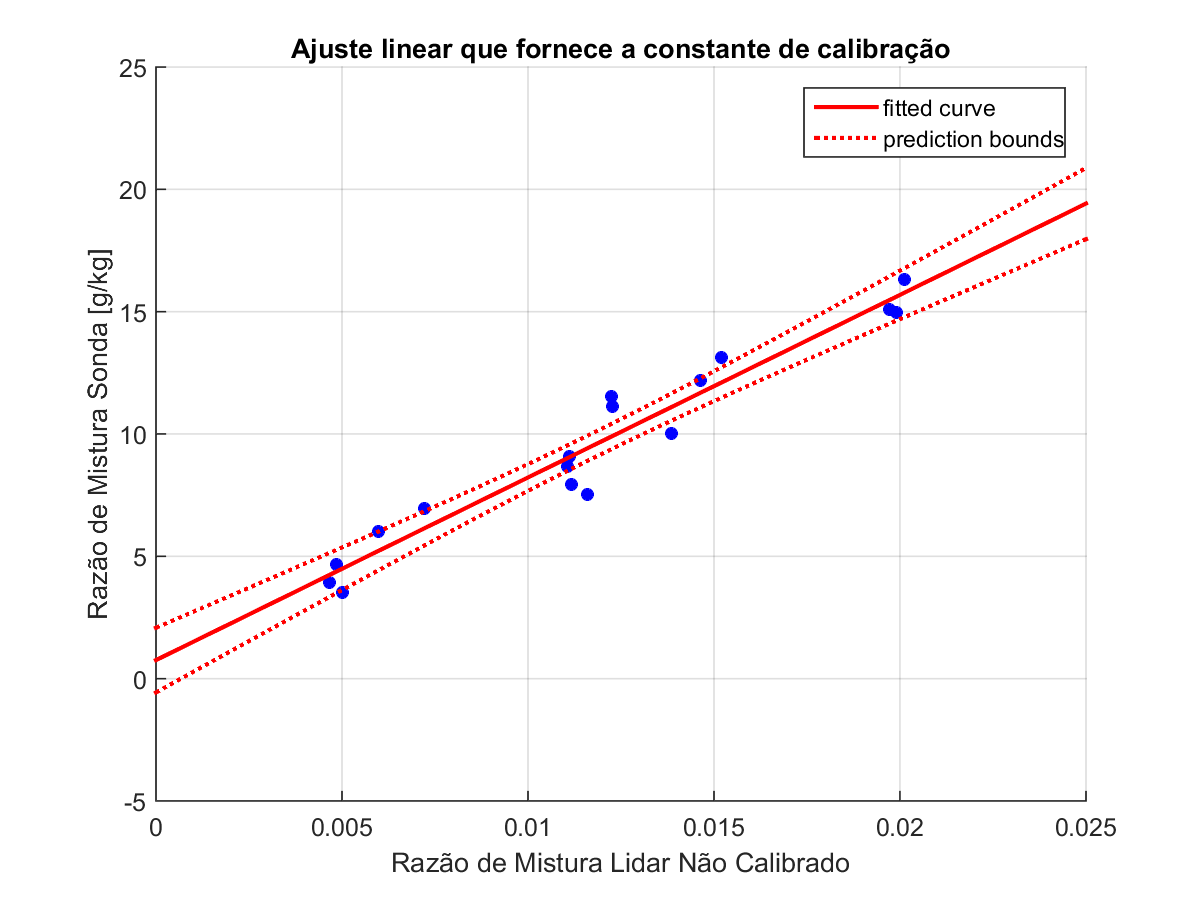 Ajuste linear que fornece a constante de calibração
fitted curve
prediction bounds
Razão de Mistura Sonda [g/kg]
25
20
15
10
5
0
-5
0
0.005
0.01
0.015
0.02
0.025
Razão de Mistura Lidar Não Calibrado